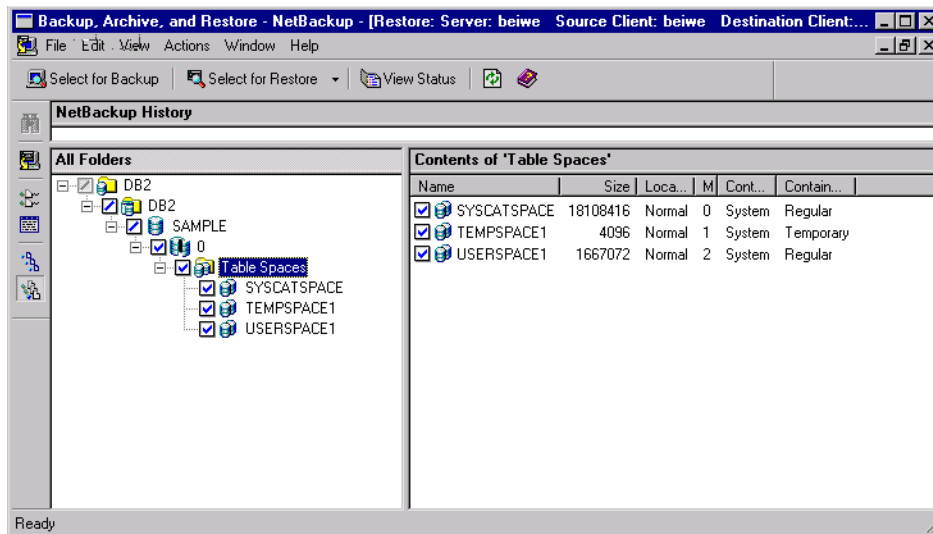 Backup, Archive, and Restore - NetBackup - [Restore: Server: beiwe Source Client: beiwe Destination Client:...
File Edit View Actions Window Help
Select for Backup Select for Restore View Status
NetBackup History
All Folders
Contents of 'Table Spaces'
Name Size Loca... M Cont... Contain...
DB2
DB2
SAMPLE
0
Table Spaces
SYSCATSPACE
TEMPSPACE1
USERSPACE1
SYSCATSPACE 18108416 Normal 0 System Regular
TEMPSPACE1 4096 Normal 1 System Temporary
USERSPACE1 1667072 Normal 2 System Regular
Ready